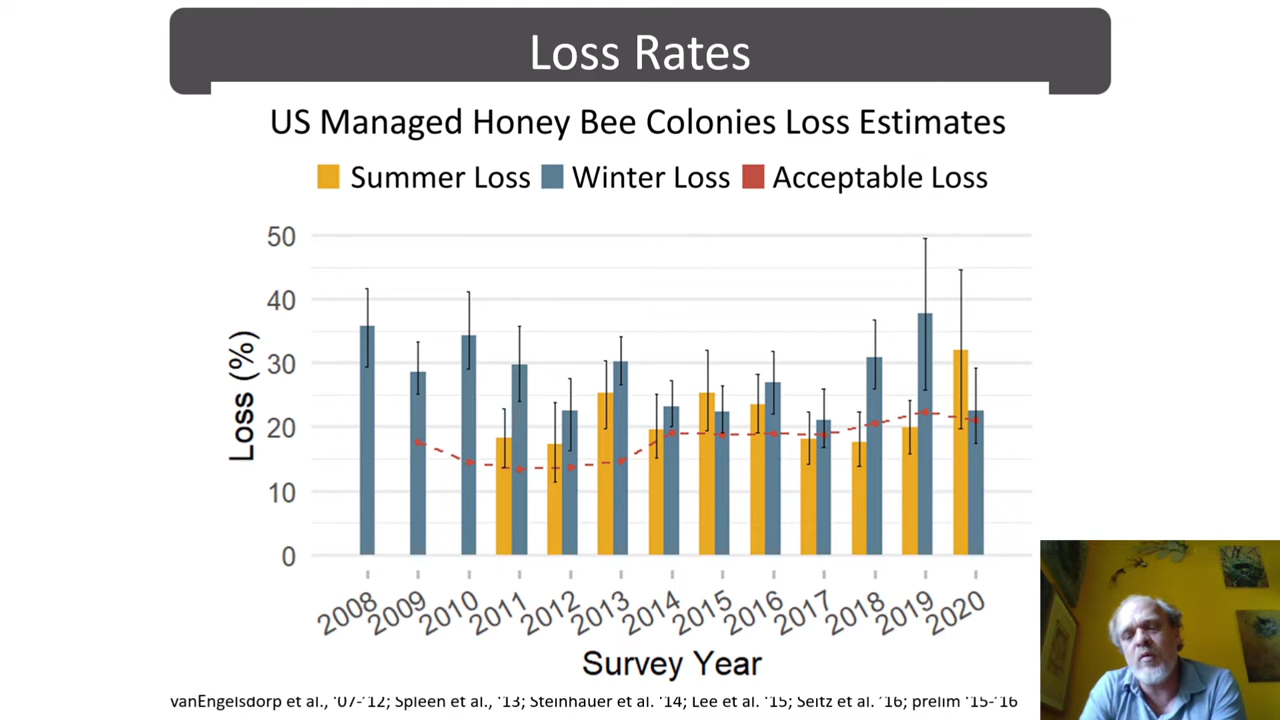 Loss Rates
US Managed Honey Bee Colonies Loss Estimates
Summer Loss Winter Loss Acceptable Loss
50
40
30
20
10
0
Loss (%)
2008 2009 2010 2011 2012 2013 2014 2015 2016 2017 2018 2019 2020
Survey Year
vanEngelsdorp et al., '07-'12; Spleen et al., '13; Steinhauer et al. '14; Lee et al. '15; Seitz et al. '16; prelim '15-'16